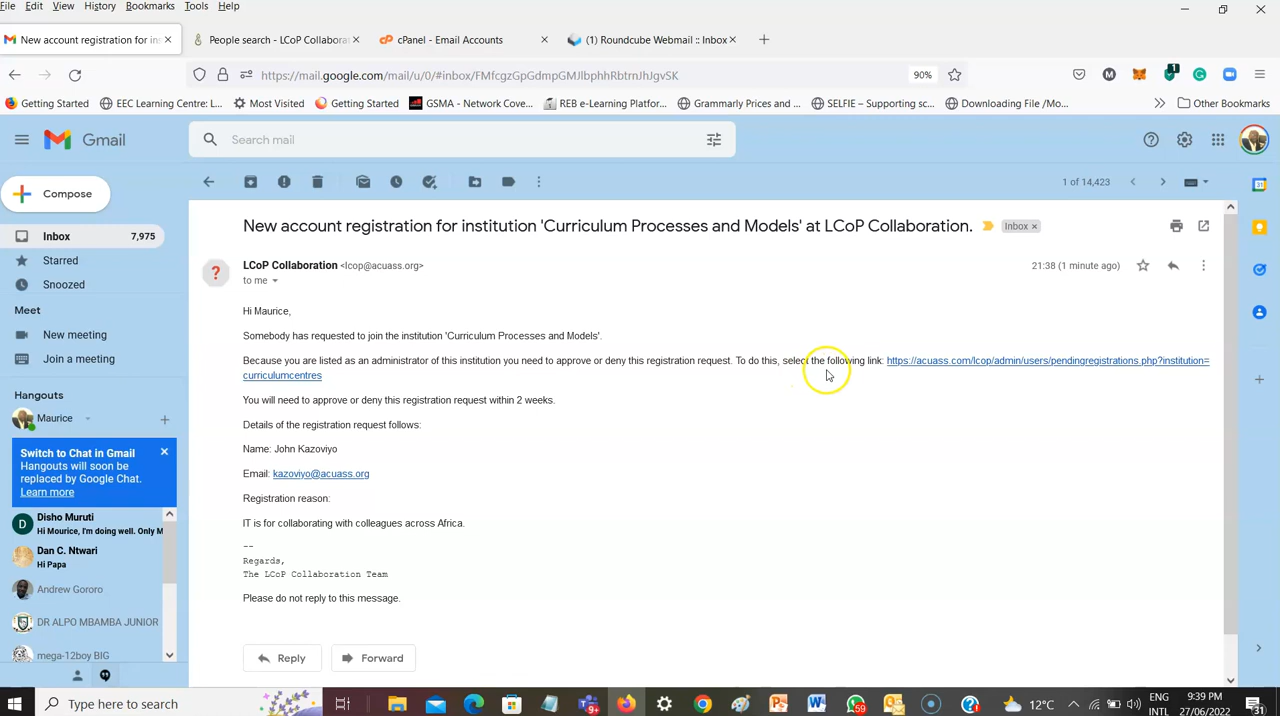 File Edit View History Bookmarks Tools Help
New account registration for in
People search - LCoP Collabora
cPanel - Email Accounts
(1) Roundcube Webmail :: Inbox
https://mail.google.com/mail/u/0/#inbox/FMfcgzGpGdmpGMJlbphhRbtrnJhJgvSK
90%
1
Getting Started
EEC Learning Centre: L...
Most Visited
Getting Started
GSMA - Network Cove...
REB e-Learning Platfor...
Grammarly Prices and ...
SELFIE – Supporting sc...
Downloading File /Mo...
Other Bookmarks
Gmail
Search mail
Compose
1 of 14,423
Inbox 7,975
Starred
Snoozed
Meet
New meeting
Join a meeting
Hangouts
Maurice
Switch to Chat in Gmail
Hangouts will soon be
replaced by Google Chat.
Learn more
Disho Muruti
Hi Mourice, I'm doing well. Only M
Dan C. Ntwari
Hi Papa
Andrew Gororo
DR ALPO MBAMBA JUNIOR
mega-12boy BIG
New account registration for institution 'Curriculum Processes and Models' at LCoP Collaboration.
Inbox ×
LCoP Collaboration <lcop@acuass.org>
21:38 (1 minute ago)
to me
Hi Maurice,
Somebody has requested to join the institution 'Curriculum Processes and Models'.
Because you are listed as an administrator of this institution you need to approve or deny this registration request. To do this, select the following link: https://acuass.com/lcop/admin/users/pendingregistrations.php?institution=
curriculumcentres
You will need to approve or deny this registration request within 2 weeks.
Details of the registration request follows:
Name: John Kazoviyo
Email: kazoviyo@acuass.org
Registration reason:
IT is for collaborating with colleagues across Africa.
--
Regards,
The LCoP Collaboration Team
Please do not reply to this message.
Reply
Forward
Type here to search
9+
59
12°C
ENG
INTL
9:39 PM
27/06/2022
31